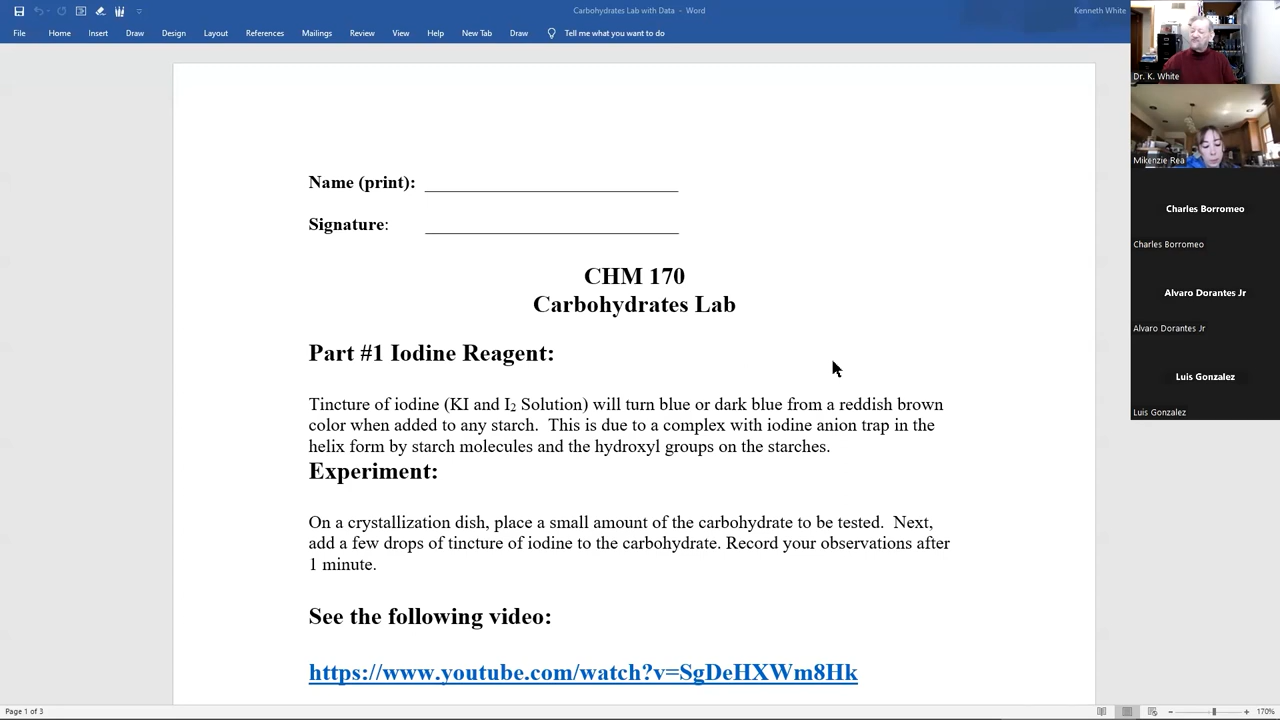 Carbohydrates Lab with Data - Word
Kenneth White
File Home Insert Draw Design Layout References Mailings Review View Help New Tab Draw Tell me what you want to do
Dr. K. White
Mikenzie Rea
Charles Borromeo
Charles Borromeo
Alvaro Dorantes Jr
Alvaro Dorantes Jr
Luis Gonzalez
Luis Gonzalez
Name (print): ____________________________
Signature: ____________________________
CHM 170
Carbohydrates Lab
Part #1 Iodine Reagent:
Tincture of iodine (KI and I₂ Solution) will turn blue or dark blue from a reddish brown
color when added to any starch. This is due to a complex with iodine anion trap in the
helix form by starch molecules and the hydroxyl groups on the starches.
Experiment:
On a crystallization dish, place a small amount of the carbohydrate to be tested. Next,
add a few drops of tincture of iodine to the carbohydrate. Record your observations after
1 minute.
See the following video:
https://www.youtube.com/watch?v=SgDeHXWm8Hk
Page 1 of 3
170%